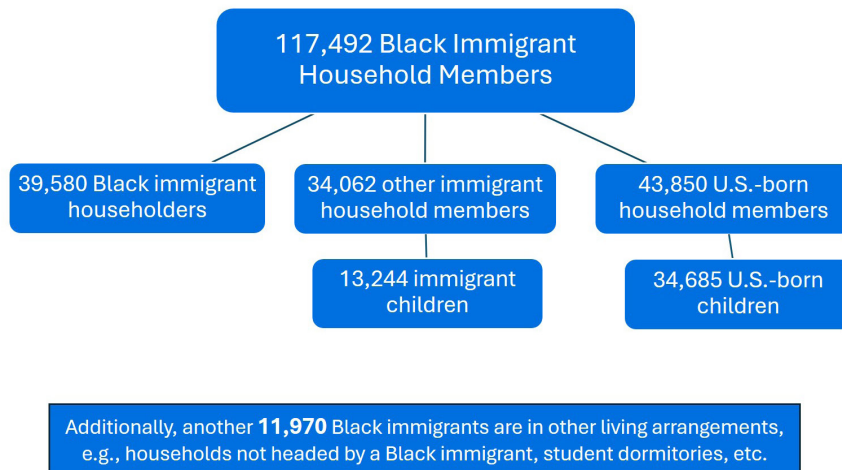 117,492 Black Immigrant
Household Members
39,580 Black immigrant
householders
34,062 other immigrant
household members
43,850 U.S.-born
household members
13,244 immigrant
children
34,685 U.S.-born
children
Additionally, another 11,970 Black immigrants are in other living arrangements,
e.g., households not headed by a Black immigrant, student dormitories, etc.